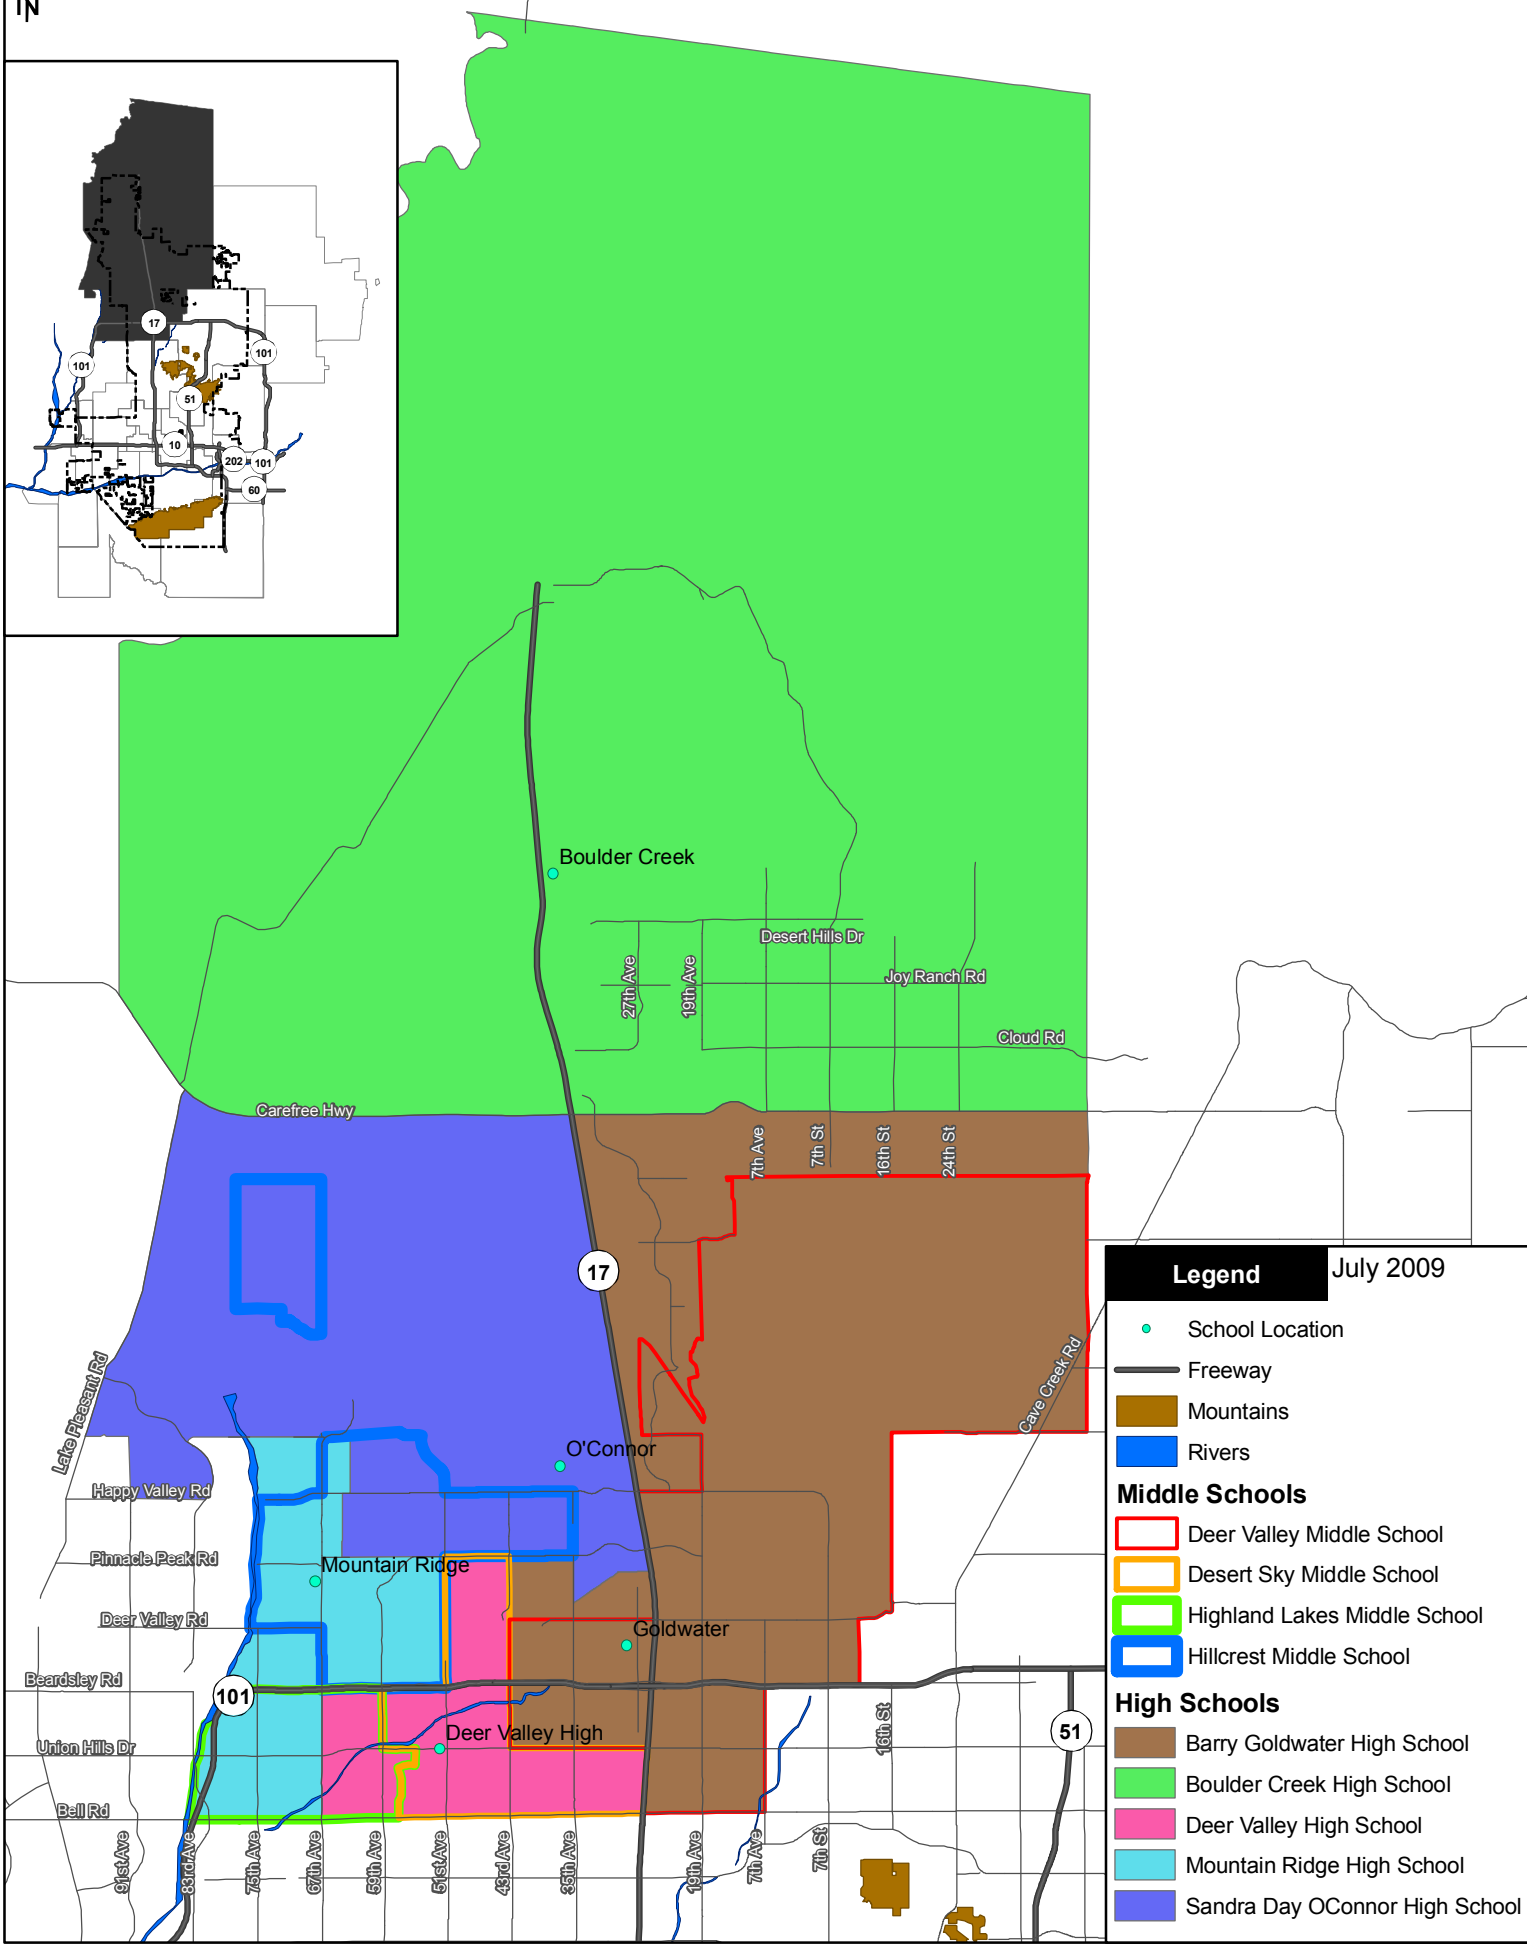 N
17
101
101
51
10
202
101
60
Boulder Creek
Desert Hills Dr
Joy Ranch Rd
27th Ave
19th Ave
Cloud Rd
Carefree Hwy
7th Ave
7th St
16th St
24th St
17
Lake Pleasant Rd
Cave Creek Rd
O'Connor
Happy Valley Rd
Pinnacle Peak Rd
Mountain Ridge
Deer Valley Rd
Goldwater
Beardsley Rd
101
Deer Valley High
Union Hills Dr
16th St
51
Bell Rd
91st Ave
83rd Ave
75th Ave
67th Ave
59th Ave
51st Ave
43rd Ave
35th Ave
19th Ave
7th Ave
7th St
Legend
July 2009
School Location
Freeway
Mountains
Rivers
Middle Schools
Deer Valley Middle School
Desert Sky Middle School
Highland Lakes Middle School
Hillcrest Middle School
High Schools
Barry Goldwater High School
Boulder Creek High School
Deer Valley High School
Mountain Ridge High School
Sandra Day OConnor High School